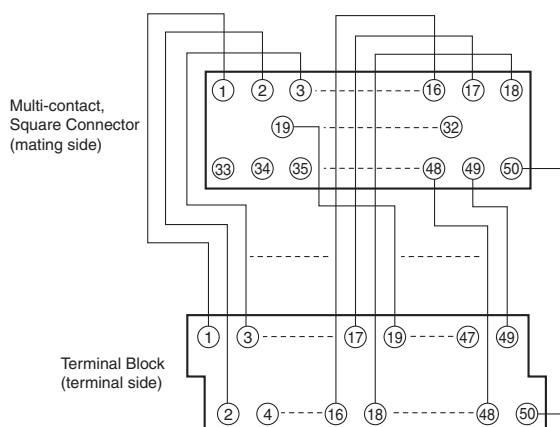 1 2 3 16 17 18
Multi-contact,
Square Connector
(mating side)
19 32
33 34 35 48 49 50
1 3 17 19 47 49
Terminal Block
(terminal side)
2 4 16 18 48 50